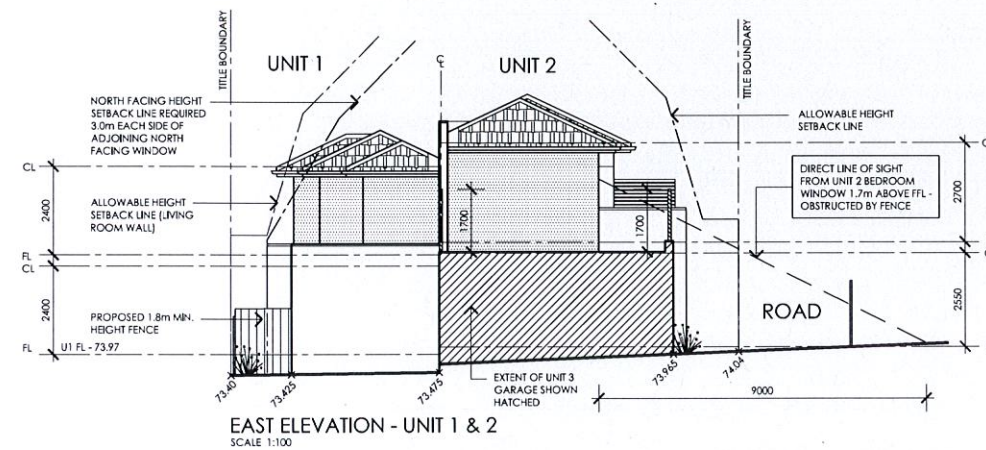 TITLE BOUNDARY
UNIT 1
℄
UNIT 2
TITLE BOUNDARY
NORTH FACING HEIGHT
SETBACK LINE REQUIRED
3.0m EACH SIDE OF
ADJOINING NORTH
FACING WINDOW
ALLOWABLE HEIGHT
SETBACK LINE
CL
2400
ALLOWABLE HEIGHT
SETBACK LINE (LIVING
ROOM WALL)
1700
1700
DIRECT LINE OF SIGHT
FROM UNIT 2 BEDROOM
WINDOW 1.7m ABOVE FFL -
OBSTRUCTED BY FENCE
2700
FL
CL
2400
PROPOSED 1.8m MIN.
HEIGHT FENCE
ROAD
2550
FL
U1 FL - 73.97
73.40
73.425
73.475
EXTENT OF UNIT 3
GARAGE SHOWN
HATCHED
73.965
74.04
9000
EAST ELEVATION - UNIT 1 & 2
SCALE 1:100